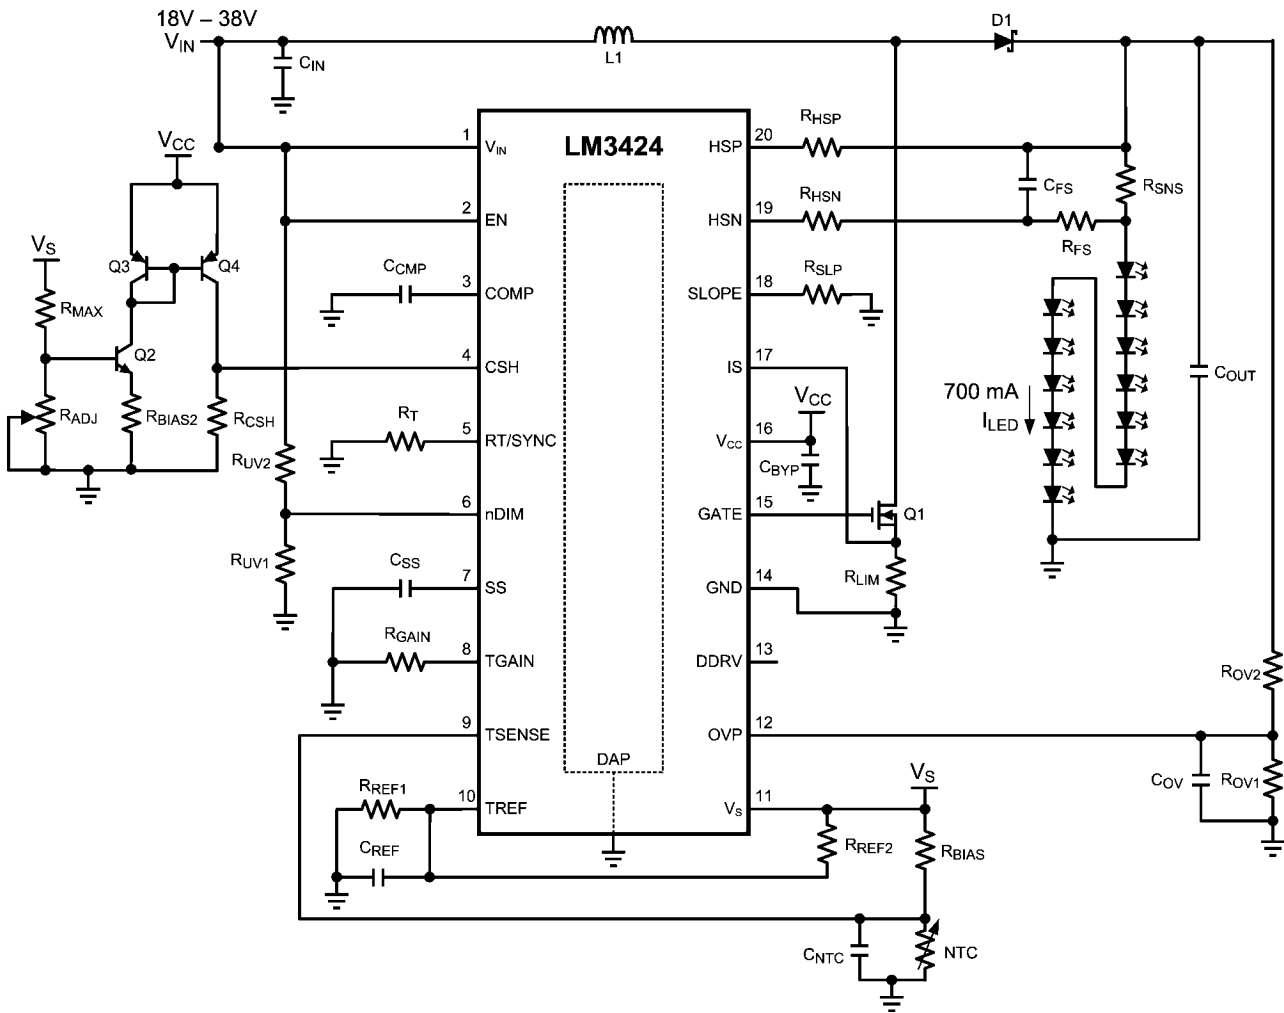 18V – 38V
VIN
CIN
L1
D1
LM3424
1
VIN
HSP
20
RHSP
VCC
CFS
RSNS
2
EN
HSN
19
RHSN
RFS
VS
Q3
Q4
CCMP
3
COMP
SLOPE
18
RSLP
RMAX
Q2
4
CSH
IS
17
COUT
700 mA
ILED
VCC
RADJ
RBIAS2
RCSH
RT
5
RT/SYNC
VCC
16
CBYP
RUV2
6
nDIM
GATE
15
Q1
RUV1
CSS
7
SS
GND
14
RLIM
RGAIN
8
TGAIN
DDRV
13
ROV2
9
TSENSE
OVP
12
DAP
COV
ROV1
VS
RREF1
10
TREF
VS
11
CREF
RREF2
RBIAS
CNTC
NTC